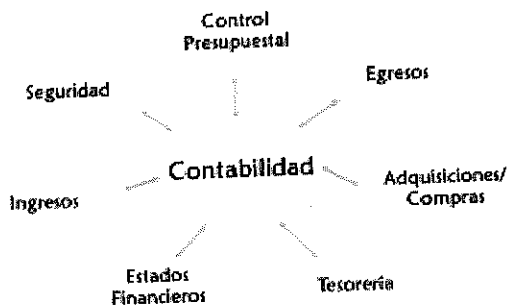 Control
Presupuestal
Seguridad
Egresos
Contabilidad
Adquisiciones/
Compras
Ingresos
Estados
Financieros
Tesorería